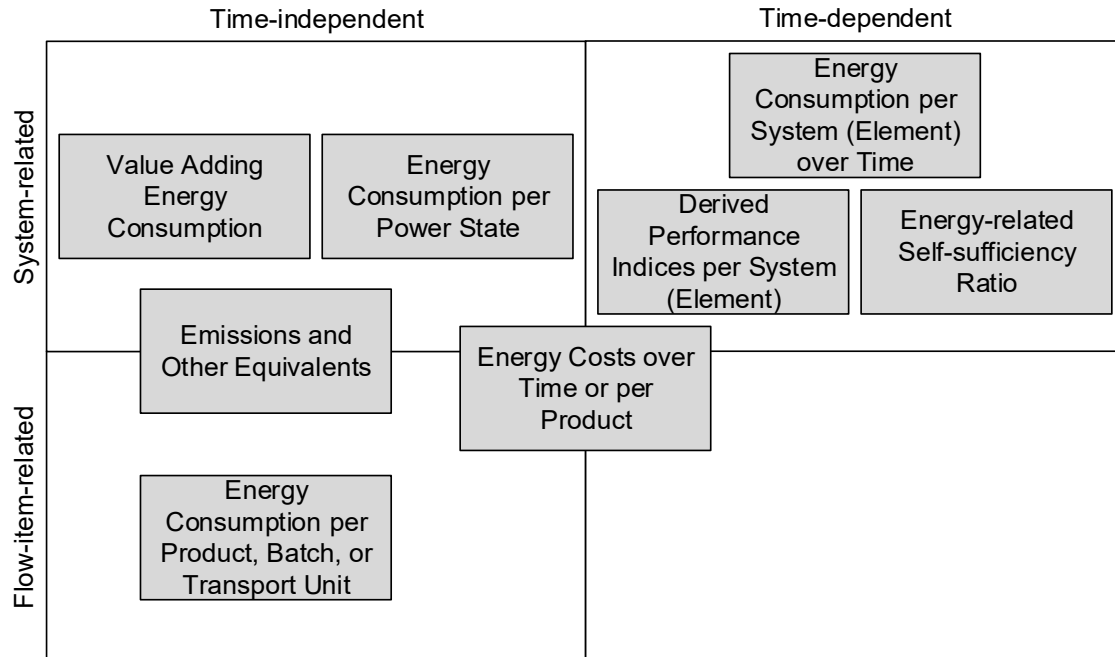 Time-independent
Time-dependent
System-related
Value Adding
Energy
Consumption
Energy
Consumption per
Power State
Energy
Consumption per
System (Element)
over Time
Derived
Performance
Indices per System
(Element)
Energy-related
Self-sufficiency
Ratio
Emissions and
Other Equivalents
Energy Costs over
Time or per
Product
Flow-item-related
Energy
Consumption per
Product, Batch, or
Transport Unit